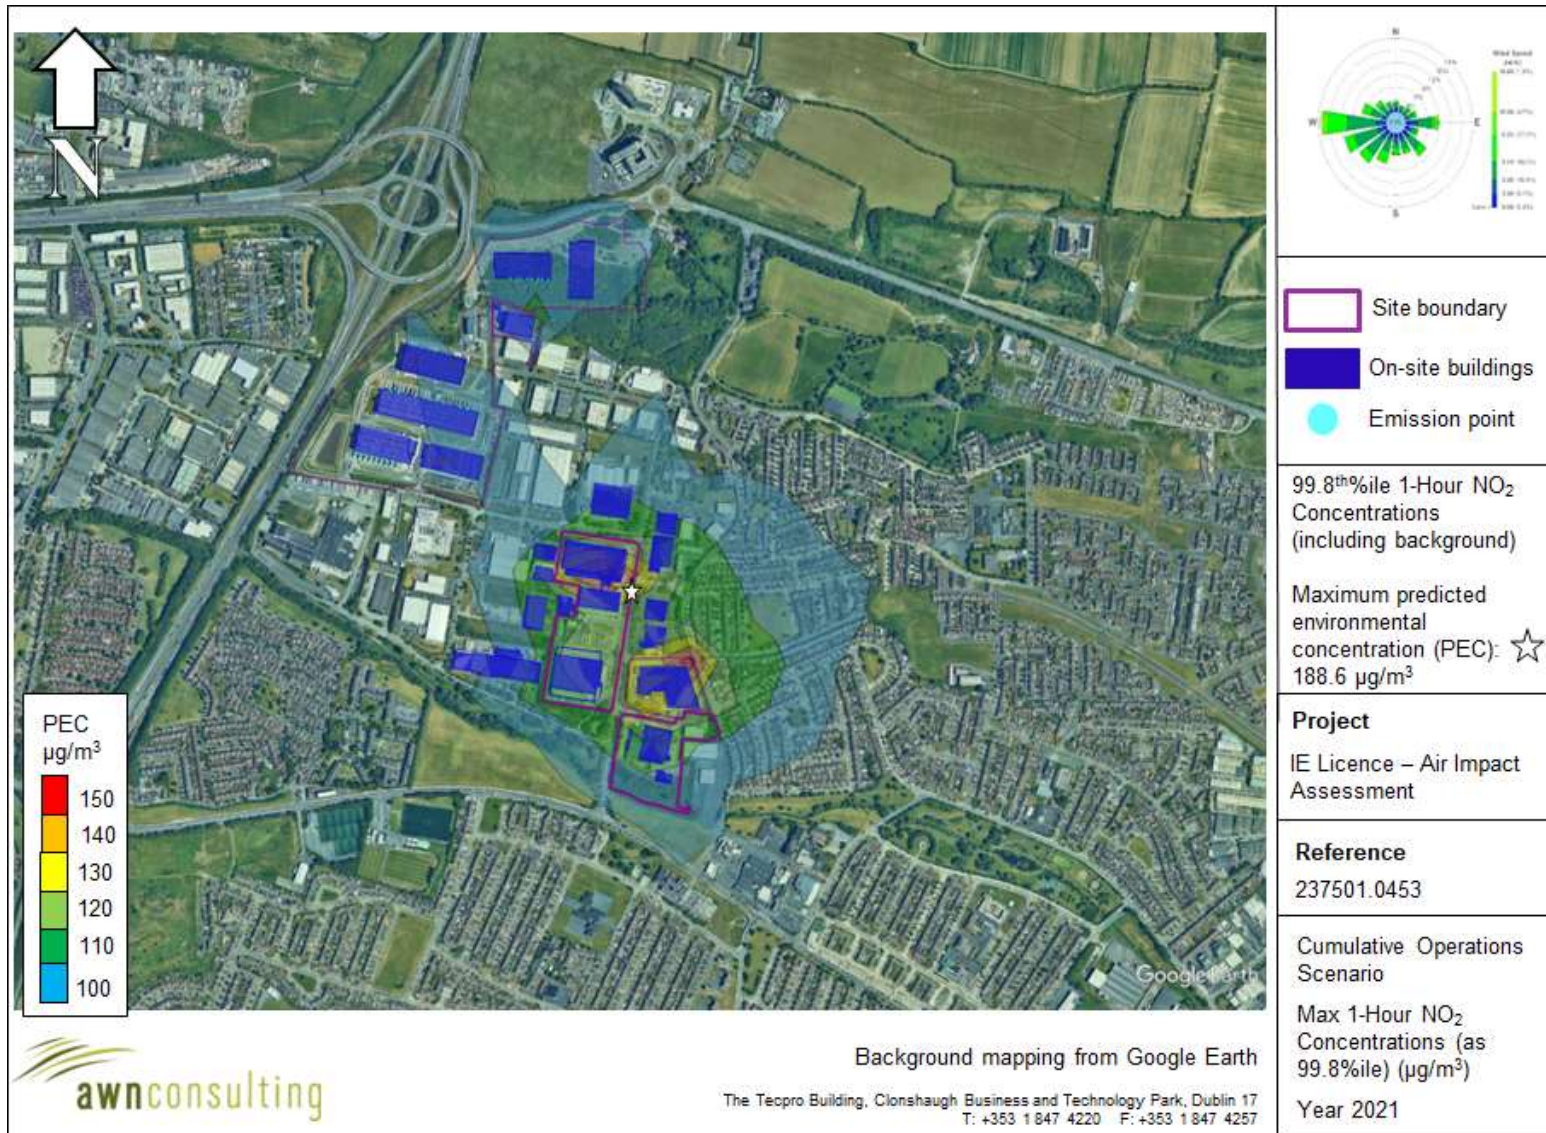 N
N
W
E
S
Site boundary
On-site buildings
Emission point
99.8th%ile 1-Hour NO2
Concentrations
(including background)
Maximum predicted
environmental
concentration (PEC):
188.6 µg/m3
Project
IE Licence – Air Impact
Assessment
Reference
237501.0453
Cumulative Operations
Scenario
Max 1-Hour NO2
Concentrations (as
99.8%ile) (µg/m3)
Year 2021
PEC
µg/m3
150
140
130
120
110
100
Google Earth
awnconsulting
Background mapping from Google Earth
The Tecpro Building, Clonshaugh Business and Technology Park, Dublin 17
T: +353 1 847 4220 F: +353 1 847 4257